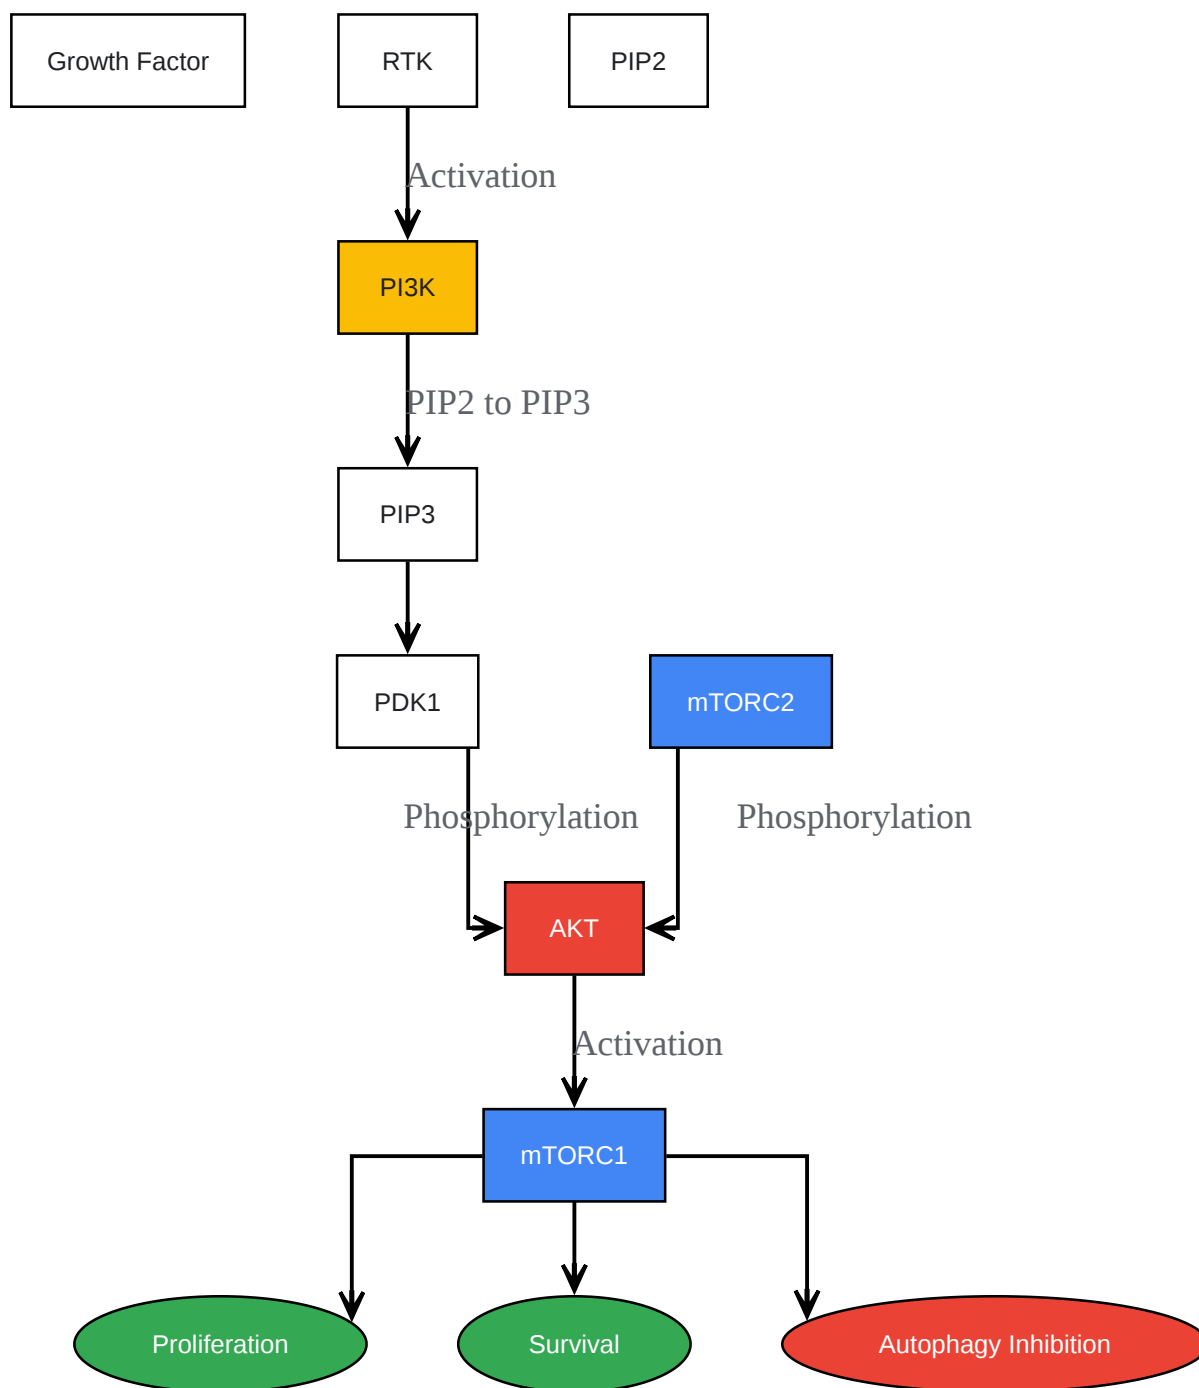 Growth Factor
RTK
PIP2
Activation
PI3K
PIP2 to PIP3
PIP3
PDK1
mTORC2
Phosphorylation
Phosphorylation
AKT
Activation
mTORC1
Proliferation
Survival
Autophagy Inhibition